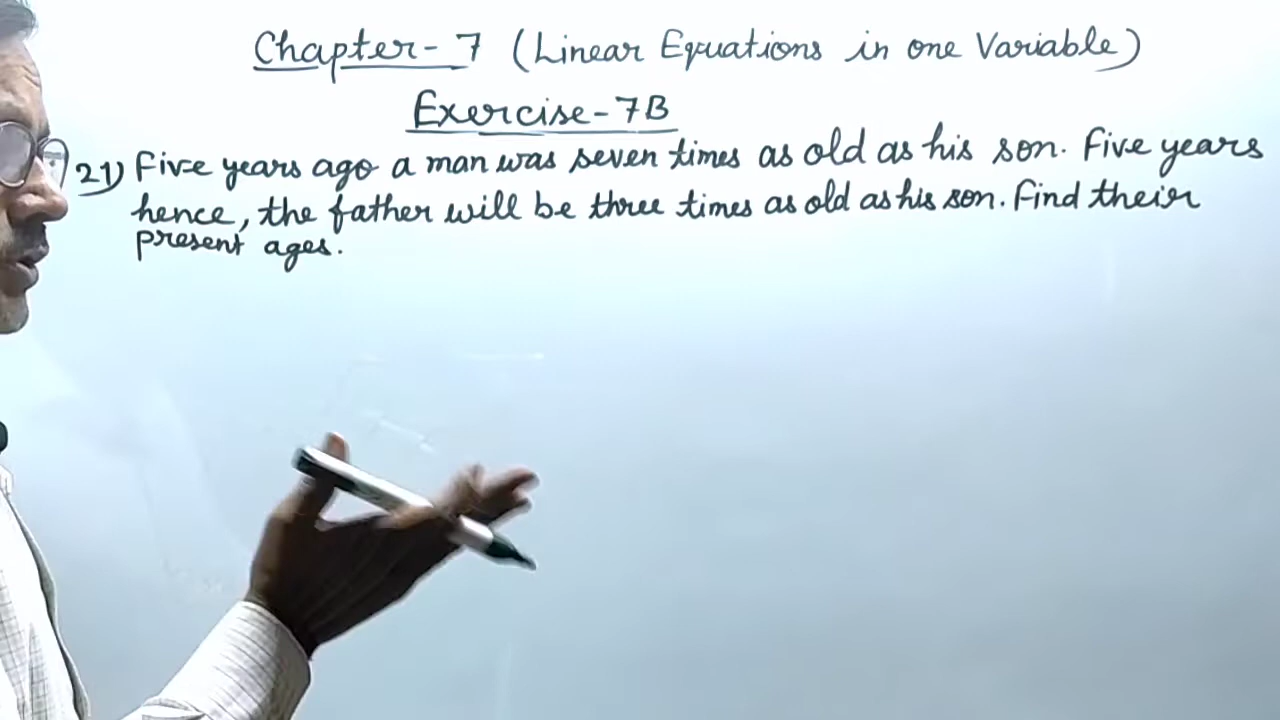 Chapter-7 (Linear Equations in one Variable)
Exercise-7B
21) Five years ago a man was seven times as old as his son. Five years
hence, the father will be three times as old as his son. Find their
present ages.